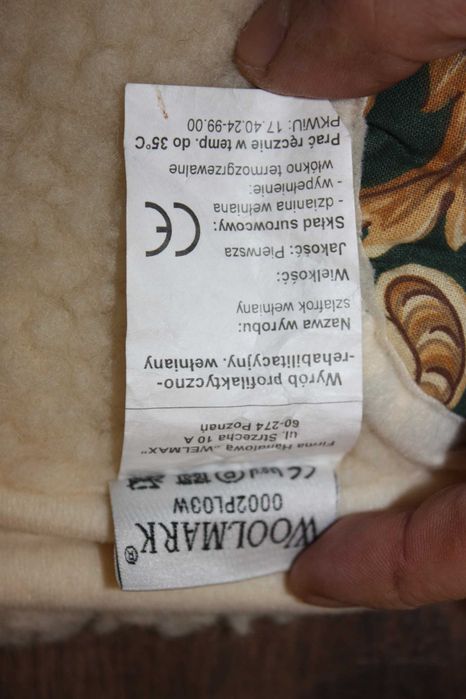 WOOLMARK ®
0002PL03W
Firma Handlowa „WELMAX"
ul. Strzecha 10 A
60-274 Poznań
Wyrób profilaktyczno-
-rehabilitacyjny. wełniany
Nazwa wyrobu:
szlafrok wełniany
Wielkość:
Jakość: Pierwsza
Skład surowcowy:
- dzianina wełniana
- wypełnienie:
włókno termozgrzewalne
CE
Prać ręcznie w temp. do 35°C
PKWiU: 17.40.24-99.00